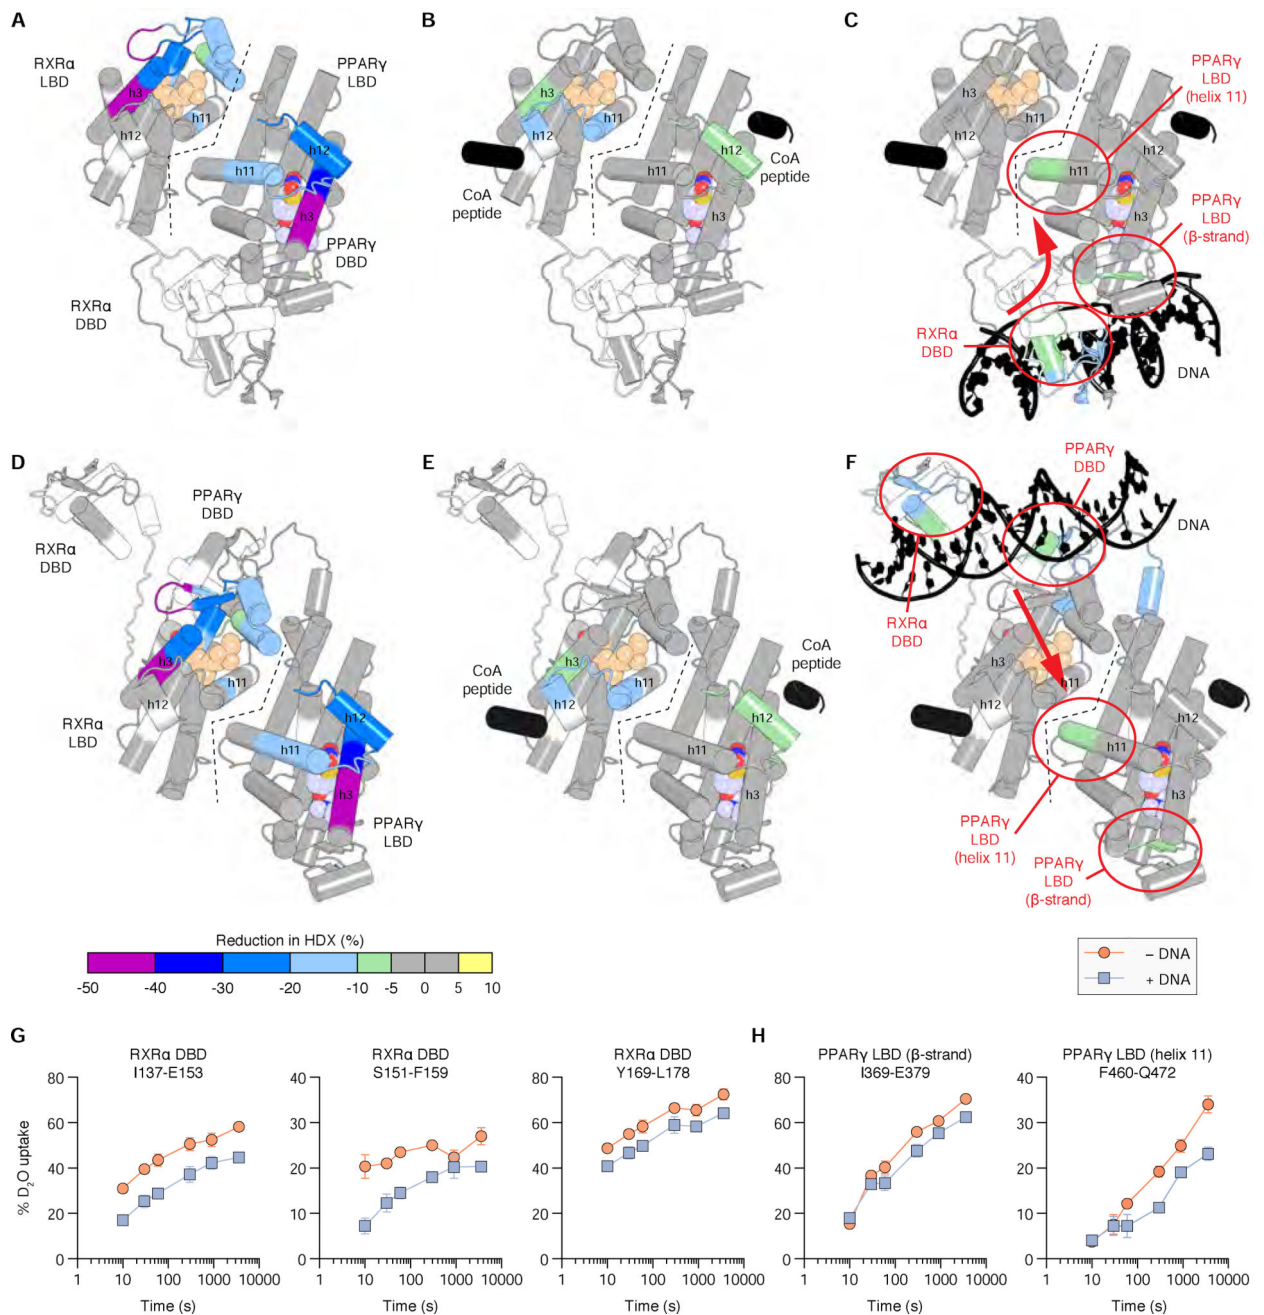 A
RXRα
LBD
PPARγ
LBD
h3
h12
h11
h12
h11
h3
PPARγ
DBD
RXRα
DBD
B
h3
h12
h11
CoA
peptide
h12
CoA
peptide
h11
h3
C
PPARγ
LBD
(helix 11)
h3
h11
h12
h12
h11
h3
PPARγ
LBD
(β-strand)
RXRα
DBD
DNA
D
PPARγ
DBD
RXRα
DBD
h3
h11
h12
RXRα
LBD
h12
h11
h3
PPARγ
LBD
E
CoA
peptide
h3
h11
h12
CoA
peptide
h12
h11
h3
F
PPARγ
DBD
DNA
RXRα
DBD
h3
h11
h12
h12
h11
h3
PPARγ
LBD
(helix 11)
PPARγ
LBD
(β-strand)
Reduction in HDX (%)
-50 -40 -30 -20 -10 -5 0 5 10
– DNA
+ DNA
G
RXRα DBD
I137-E153
% D2O uptake
80
60
40
20
0
1 10 100 1000 10000
Time (s)
RXRα DBD
S151-F159
40
30
20
10
0
1 10 100 1000 10000
Time (s)
RXRα DBD
Y169-L178
80
60
40
20
0
1 10 100 1000 10000
Time (s)
H
PPARγ LBD (β-strand)
I369-E379
80
60
40
20
0
1 10 100 1000 10000
Time (s)
PPARγ LBD (helix 11)
F460-Q472
40
30
20
10
0
1 10 100 1000 10000
Time (s)